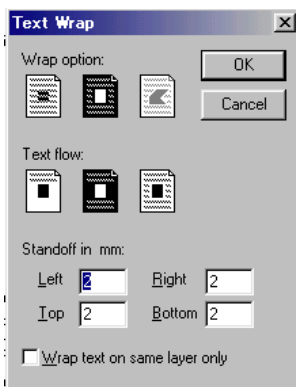 Text Wrap
Wrap option:
OK
Cancel
Text flow:
Standoff in mm:
Left 2 Right 2
Top 2 Bottom 2
Wrap text on same layer only